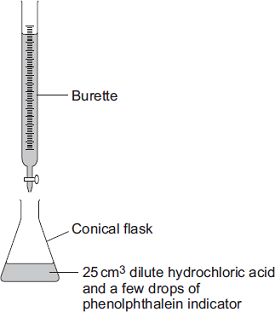 Burette
Conical flask
25 cm³ dilute hydrochloric acid
and a few drops of
phenolphthalein indicator